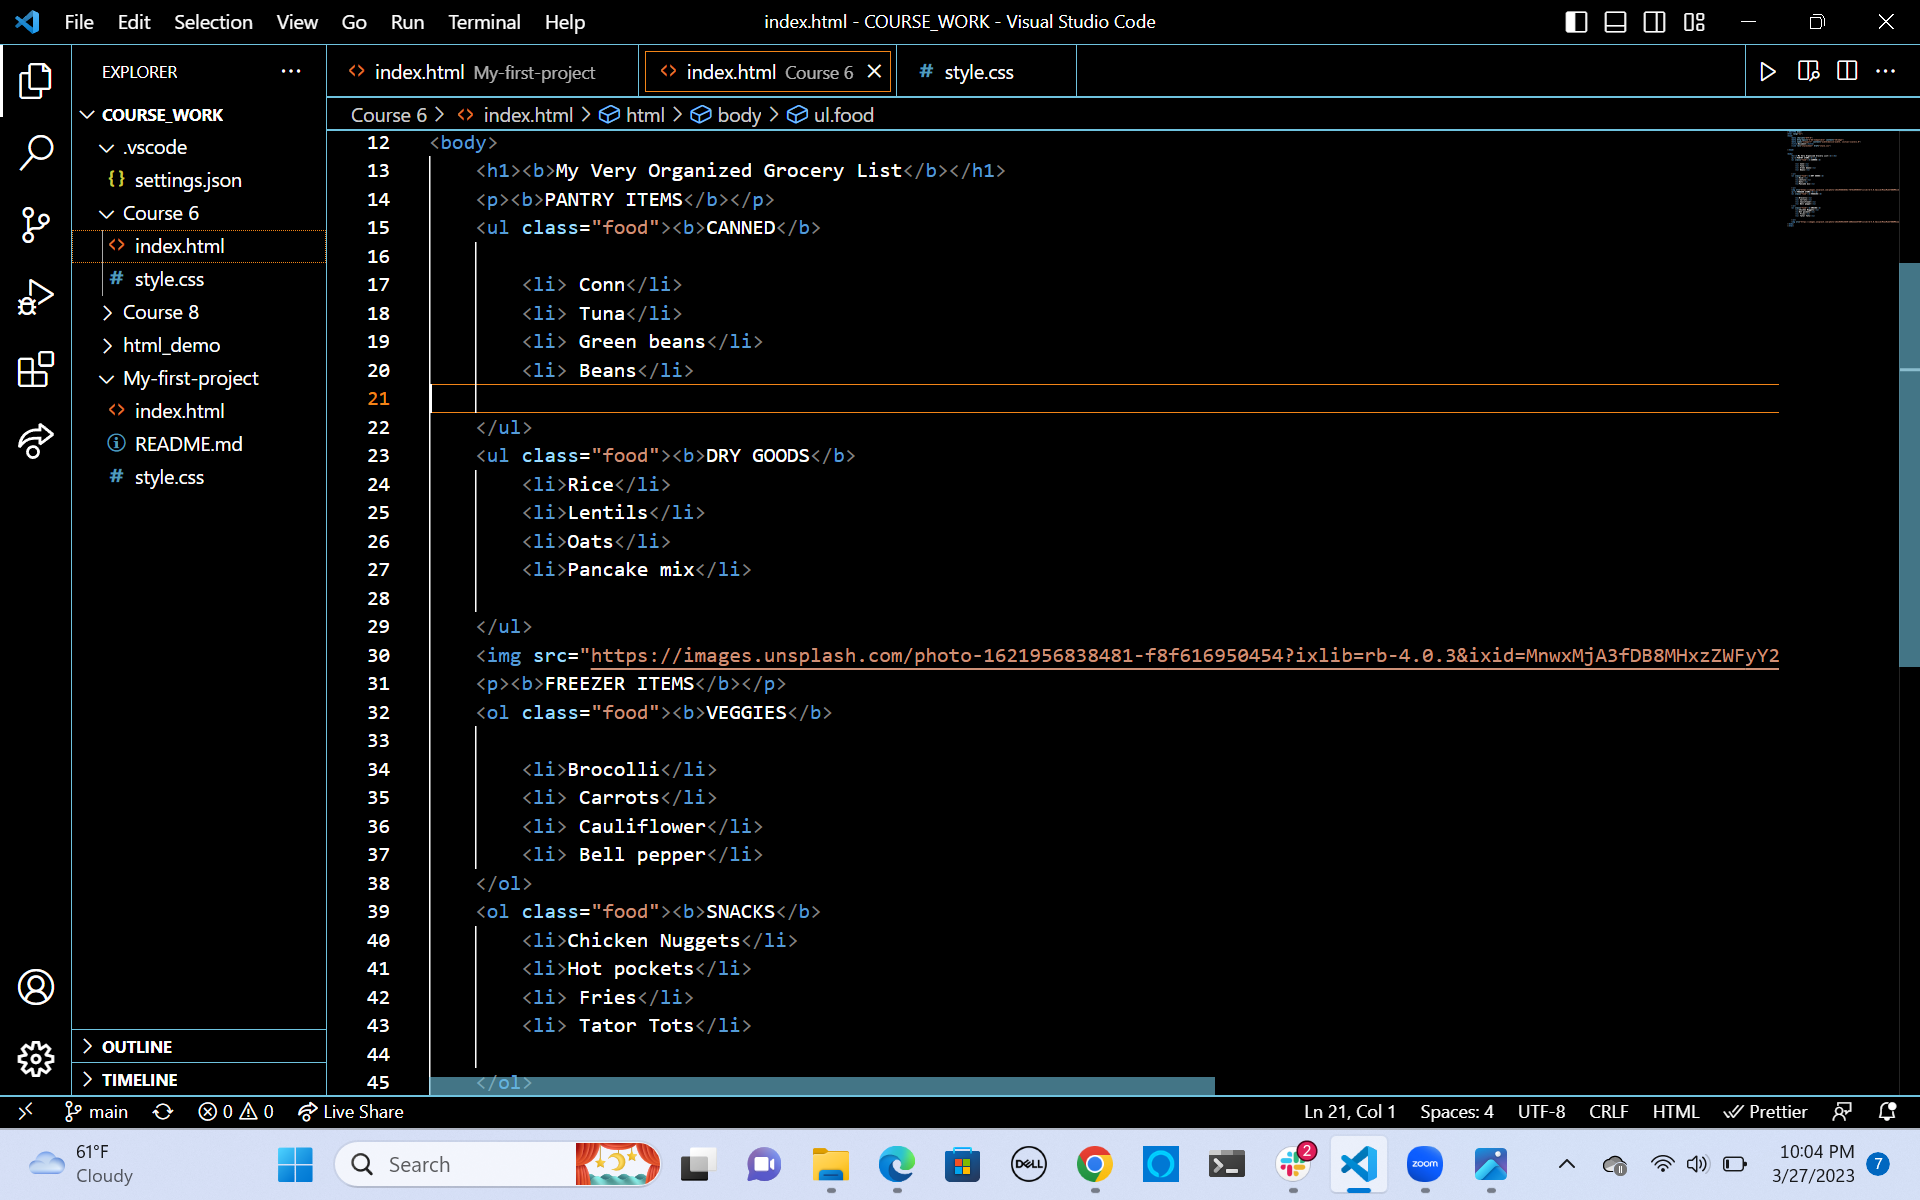 File Edit Selection View Go Run Terminal Help index.html - COURSE_WORK - Visual Studio Code
EXPLORER
COURSE_WORK
.vscode
{} settings.json
Course 6
<> index.html
# style.css
Course 8
html_demo
My-first-project
<> index.html
README.md
# style.css
OUTLINE
TIMELINE
<> index.html My-first-project <> index.html Course 6 # style.css
Course 6 > <> index.html > html > body > ul.food
12 <body>
13 <h1><b>My Very Organized Grocery List</b></h1>
14 <p><b>PANTRY ITEMS</b></p>
15 <ul class="food"><b>CANNED</b>
16
17 <li> Conn</li>
18 <li> Tuna</li>
19 <li> Green beans</li>
20 <li> Beans</li>
21
22 </ul>
23 <ul class="food"><b>DRY GOODS</b>
24 <li>Rice</li>
25 <li>Lentils</li>
26 <li>Oats</li>
27 <li>Pancake mix</li>
28
29 </ul>
30 <img src="https://images.unsplash.com/photo-1621956838481-f8f616950454?ixlib=rb-4.0.3&ixid=MnwxMjA3fDB8MHxzZWFyY2
31 <p><b>FREEZER ITEMS</b></p>
32 <ol class="food"><b>VEGGIES</b>
33
34 <li>Brocolli</li>
35 <li> Carrots</li>
36 <li> Cauliflower</li>
37 <li> Bell pepper</li>
38 </ol>
39 <ol class="food"><b>SNACKS</b>
40 <li>Chicken Nuggets</li>
41 <li>Hot pockets</li>
42 <li> Fries</li>
43 <li> Tator Tots</li>
44
45 </ol>
main 0 0 Live Share Ln 21, Col 1 Spaces: 4 UTF-8 CRLF HTML Prettier
61°F
Cloudy
Search
DELL
2
zoom
10:04 PM
3/27/2023
7